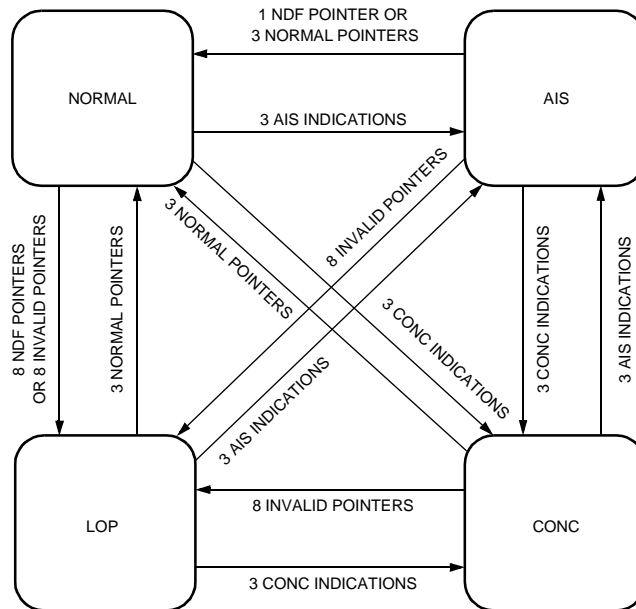 1 NDF POINTER OR
3 NORMAL POINTERS
NORMAL
AIS
3 AIS INDICATIONS
8 INVALID POINTERS
3 NORMAL POINTERS
8 NDF POINTERS
OR 8 INVALID POINTERS
3 NORMAL POINTERS
3 CONC INDICATIONS
3 CONC INDICATIONS
3 AIS INDICATIONS
3 AIS INDICATIONS
LOP
8 INVALID POINTERS
CONC
3 CONC INDICATIONS